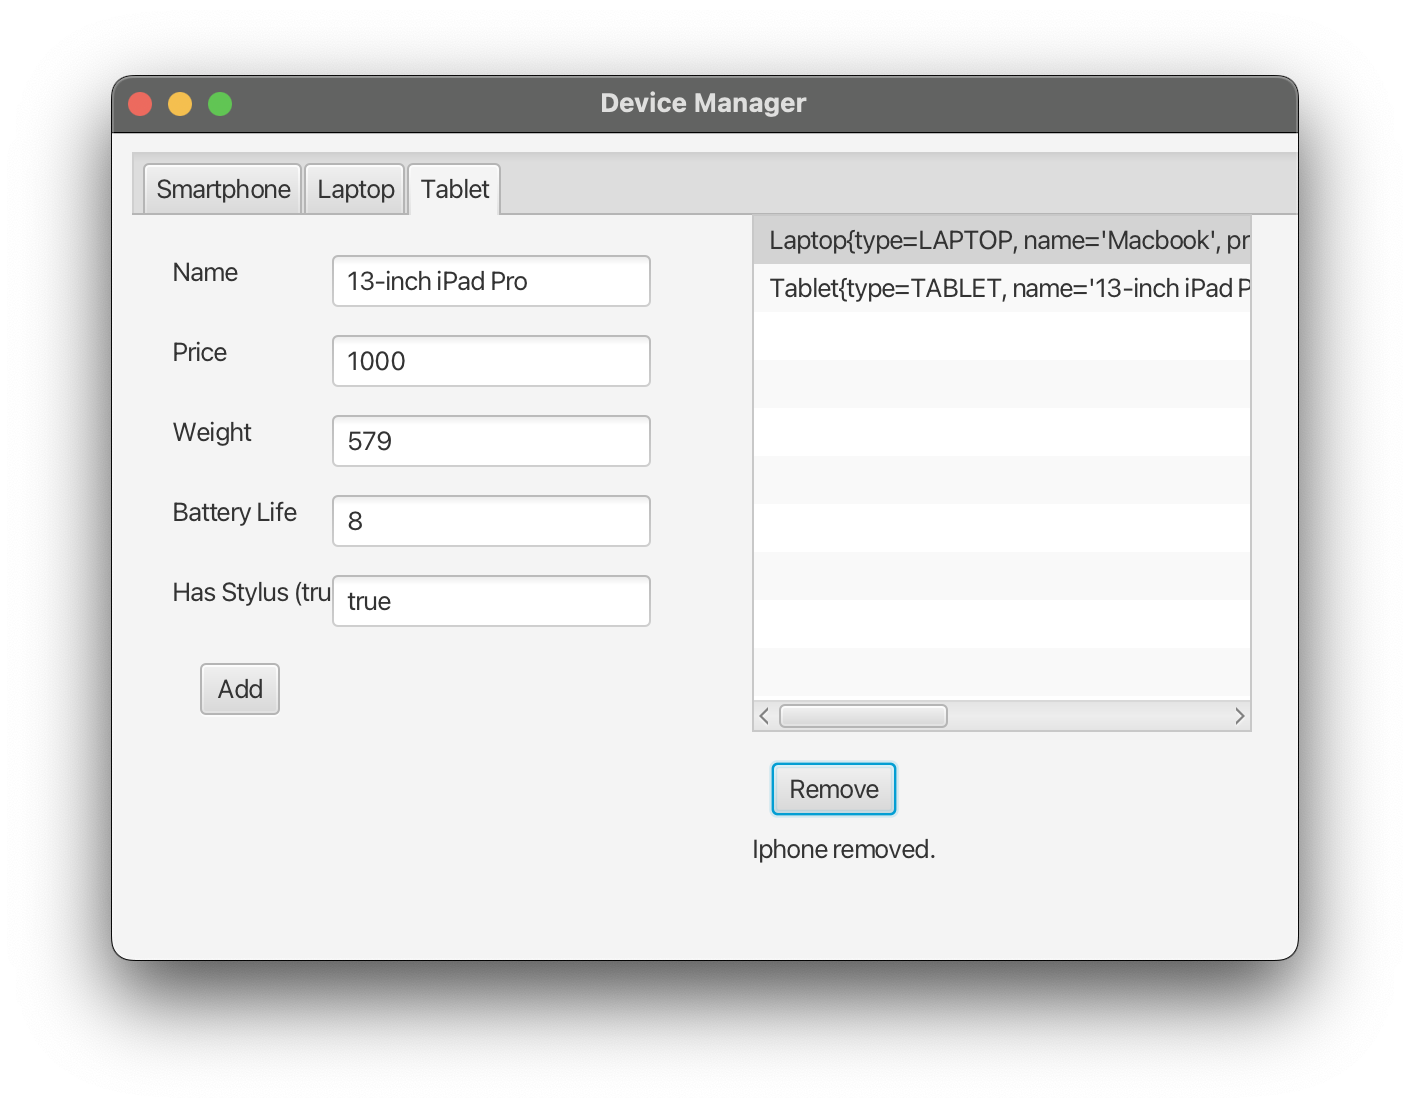 Device Manager
Smartphone
Laptop
Tablet
Name
13-inch iPad Pro
Price
1000
Weight
579
Battery Life
8
Has Stylus (tru
true
Add
Laptop{type=LAPTOP, name='Macbook', pr
Tablet{type=TABLET, name='13-inch iPad P
Remove
Iphone removed.